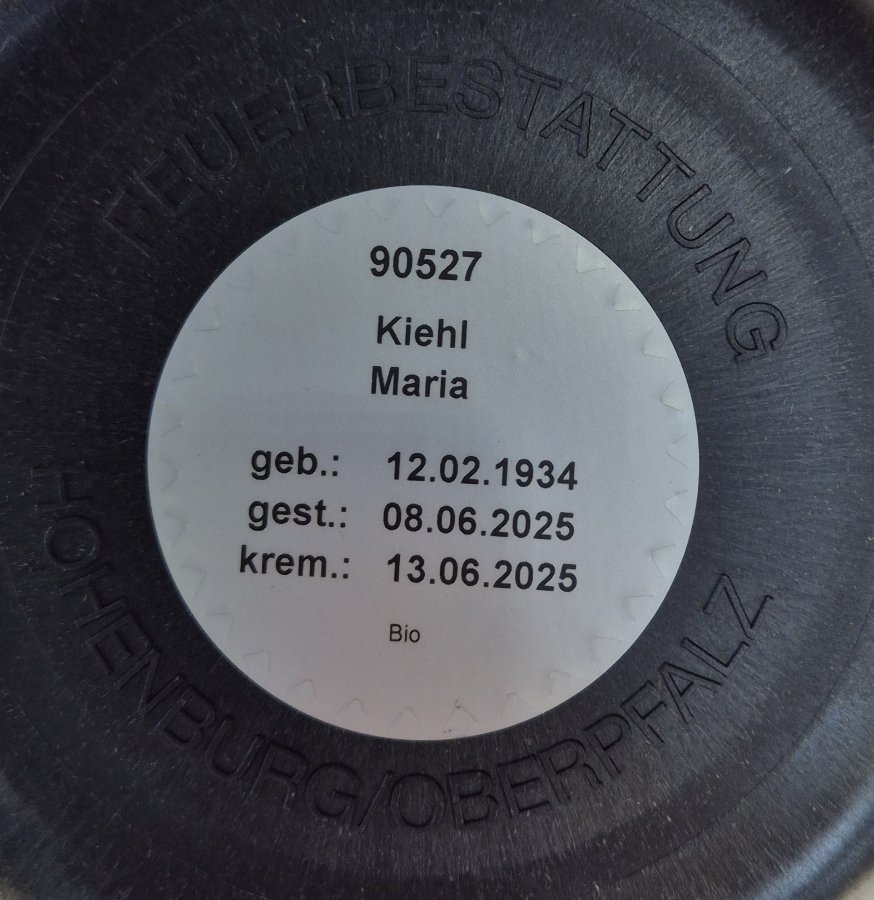 FEUERBESTATTUNG
90527
Kiehl
Maria
geb.: 12.02.1934
gest.: 08.06.2025
krem.: 13.06.2025
Bio
HOHENBURG/OBERPFALZ